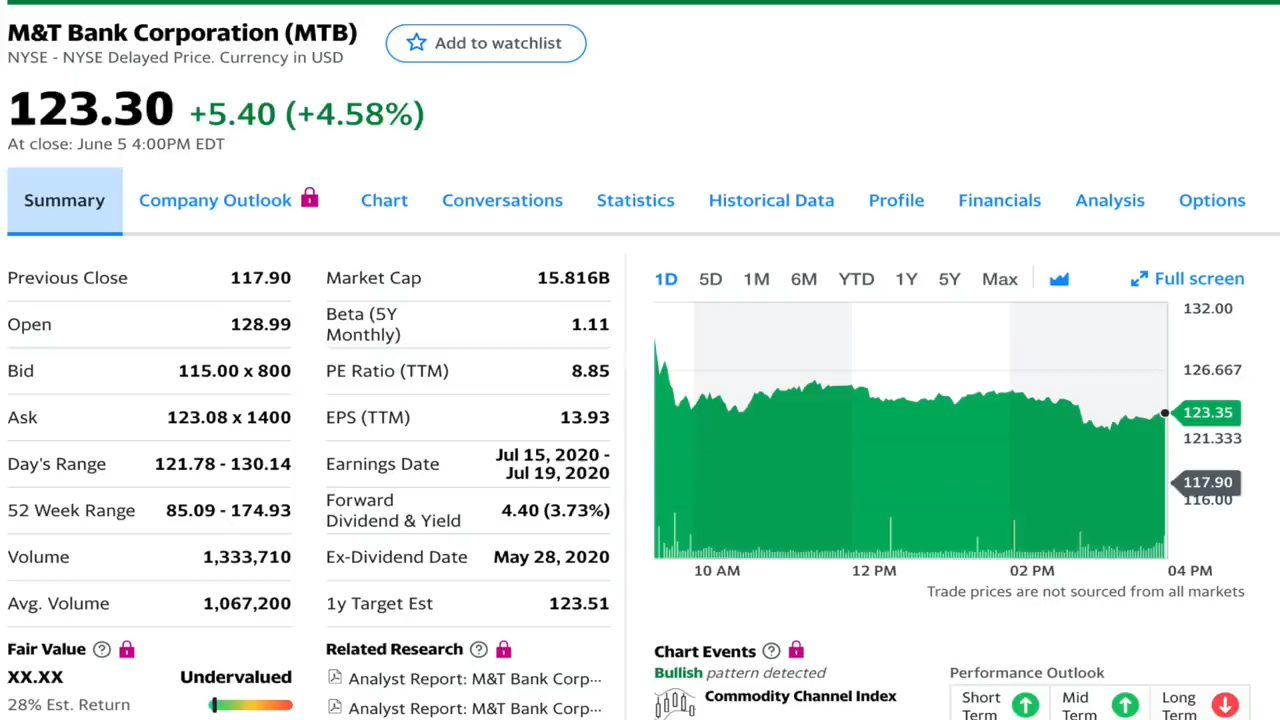 M&T Bank Corporation (MTB)
Add to watchlist
NYSE - NYSE Delayed Price. Currency in USD
123.30 +5.40 (+4.58%)
At close: June 5 4:00PM EDT
Summary Company Outlook Chart Conversations Statistics Historical Data Profile Financials Analysis Options
Previous Close 117.90
Open 128.99
Bid 115.00 x 800
Ask 123.08 x 1400
Day's Range 121.78 - 130.14
52 Week Range 85.09 - 174.93
Volume 1,333,710
Avg. Volume 1,067,200
Market Cap 15.816B
Beta (5Y
Monthly) 1.11
PE Ratio (TTM) 8.85
EPS (TTM) 13.93
Earnings Date Jul 15, 2020 -
Jul 19, 2020
Forward
Dividend & Yield 4.40 (3.73%)
Ex-Dividend Date May 28, 2020
1y Target Est 123.51
1D 5D 1M 6M YTD 1Y 5Y Max Full screen
132.00
126.667
123.35
121.333
117.90
116.00
10 AM 12 PM 02 PM 04 PM
Trade prices are not sourced from all markets
Fair Value ?
XX.XX Undervalued
28% Est. Return
Related Research ?
Analyst Report: M&T Bank Corp...
Analyst Report: M&T Bank Corp...
Chart Events ?
Bullish pattern detected
Commodity Channel Index
Performance Outlook
Short
Term
Mid
Term
Long
Term